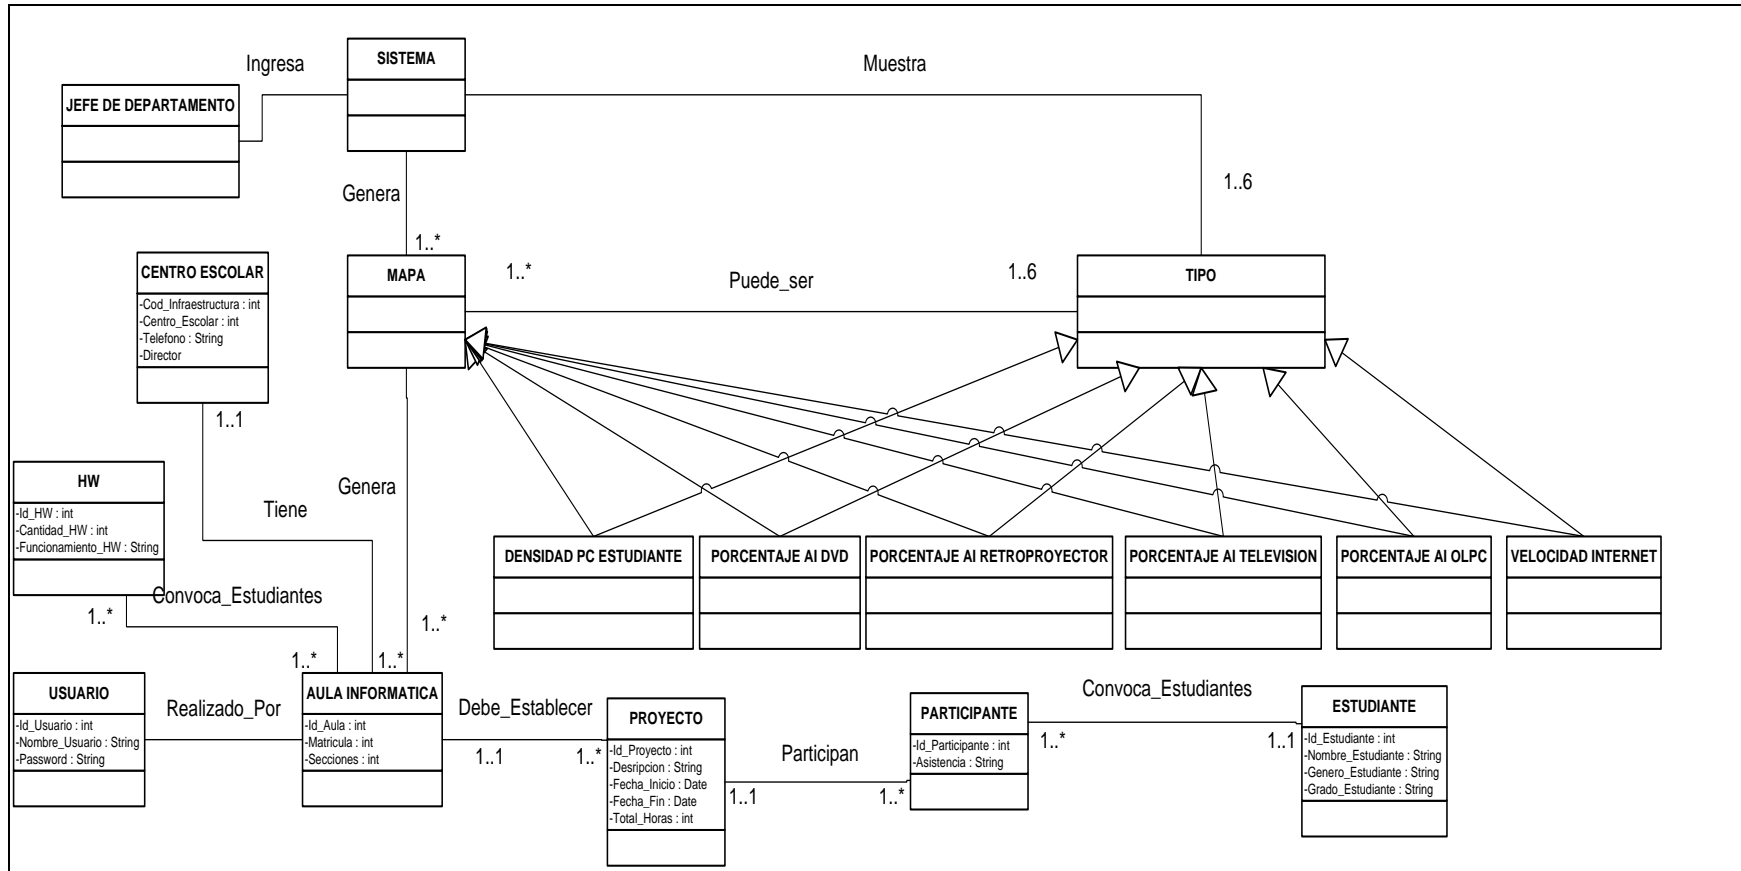 Ingresa
SISTEMA
Muestra
JEFE DE DEPARTAMENTO
Genera
1..6
1..*
CENTRO ESCOLAR
-Cod_Infraestructura : int
-Centro_Escolar : int
-Telefono : String
-Director
MAPA
1..*
Puede_ser
1..6
TIPO
1..1
HW
-Id_HW : int
-Cantidad_HW : int
-Funcionamiento_HW : String
Tiene
Genera
DENSIDAD PC ESTUDIANTE
PORCENTAJE AI DVD
PORCENTAJE AI RETROPROYECTOR
PORCENTAJE AI TELEVISION
PORCENTAJE AI OLPC
VELOCIDAD INTERNET
Convoca_Estudiantes
1..*
1..*
1..*
1..*
USUARIO
-Id_Usuario : int
-Nombre_Usuario : String
-Password : String
Realizado_Por
AULA INFORMATICA
-Id_Aula : int
-Matricula : int
-Secciones : int
Debe_Establecer
1..1
1..*
PROYECTO
-Id_Proyecto : int
-Desripcion : String
-Fecha_Inicio : Date
-Fecha_Fin : Date
-Total_Horas : int
Participan
1..1
1..*
PARTICIPANTE
-Id_Participante : int
-Asistencia : String
Convoca_Estudiantes
1..*
1..1
ESTUDIANTE
-Id_Estudiante : int
-Nombre_Estudiante : String
-Genero_Estudiante : String
-Grado_Estudiante : String